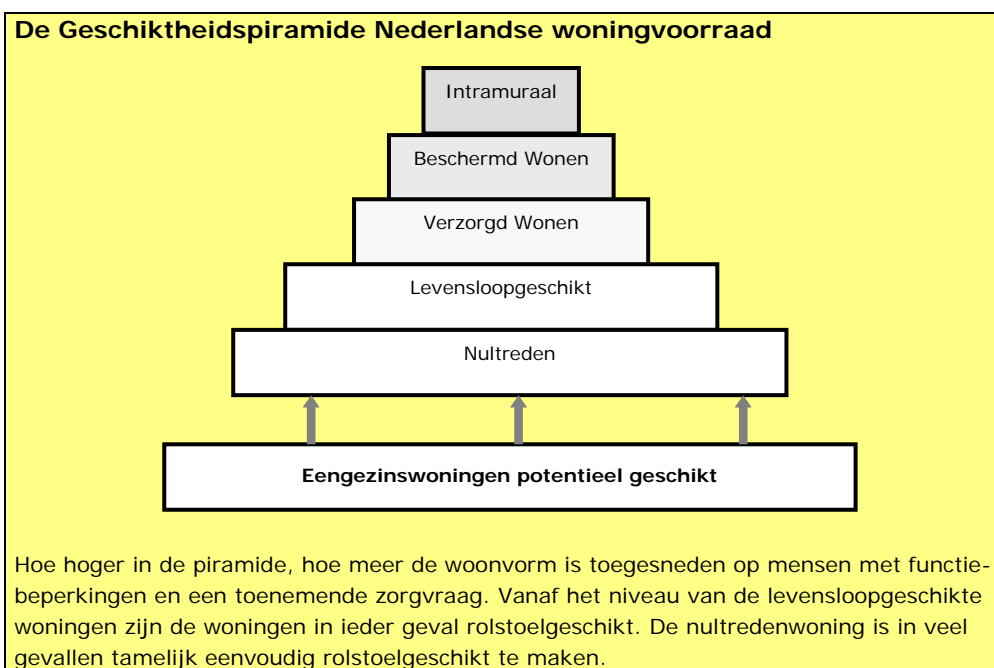 De Geschiktheidspiramide Nederlandse woningvoorraad
Intramuraal
Beschermd Wonen
Verzorgd Wonen
Levensloopgeschikt
Nultreden
Eengezinswoningen potentieel geschikt
Hoe hoger in de piramide, hoe meer de woonvorm is toegesneden op mensen met functie-
beperkingen en een toenemende zorgvraag. Vanaf het niveau van de levensloopgeschikte
woningen zijn de woningen in ieder geval rolstoelgeschikt. De nultredenwoning is in veel
gevallen tamelijk eenvoudig rolstoelgeschikt te maken.